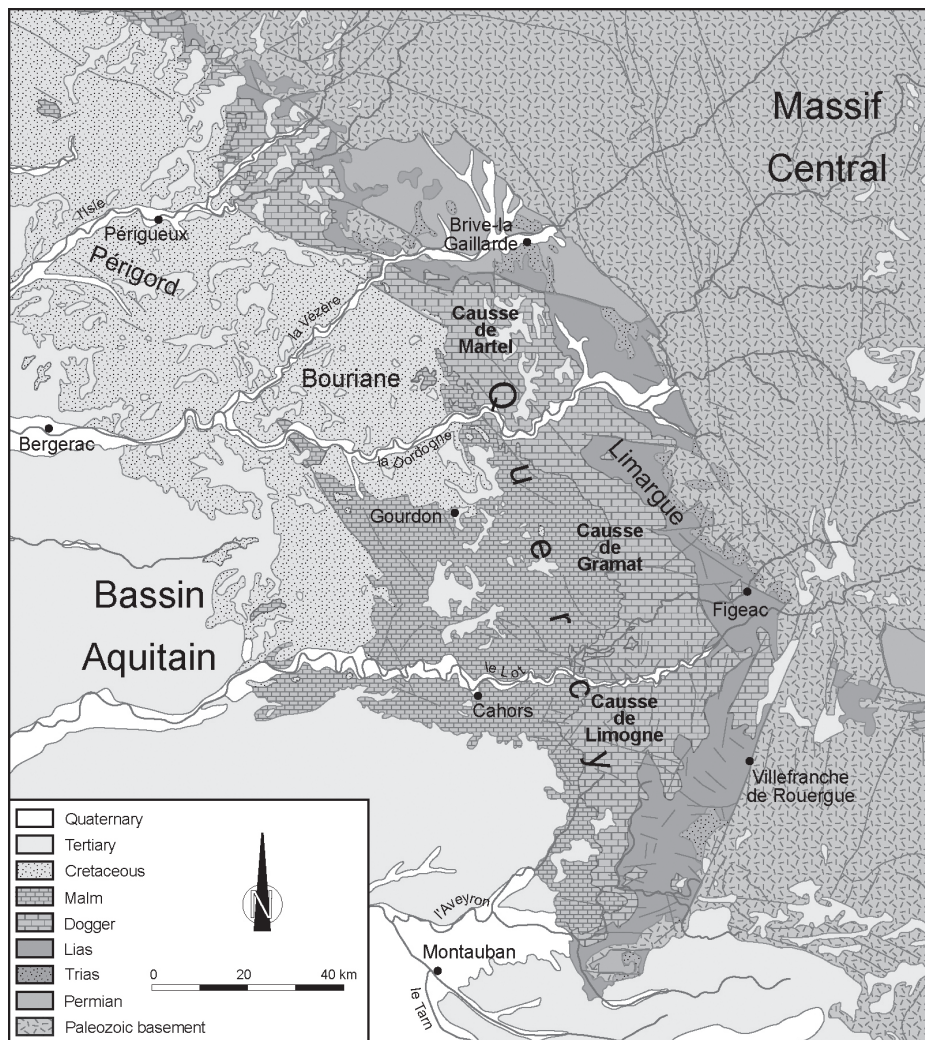 Massif
Central
l'Isle
Périgueux
Périgord
Brive-la
Gaillarde
la Vézère
Causse
de
Martel
Bouriane
Quercy
Bergerac
la Dordogne
Limargue
Gourdon
Causse
de
Gramat
Figeac
Bassin
Aquitain
le Lot
Cahors
Causse
de
Limogne
Villefranche
de Rouergue
Quaternary
Tertiary
Cretaceous
Malm
Dogger
Lias
Trias
Permian
Paleozoic basement
N
0 20 40 km
l'Aveyron
Montauban
le Tarn